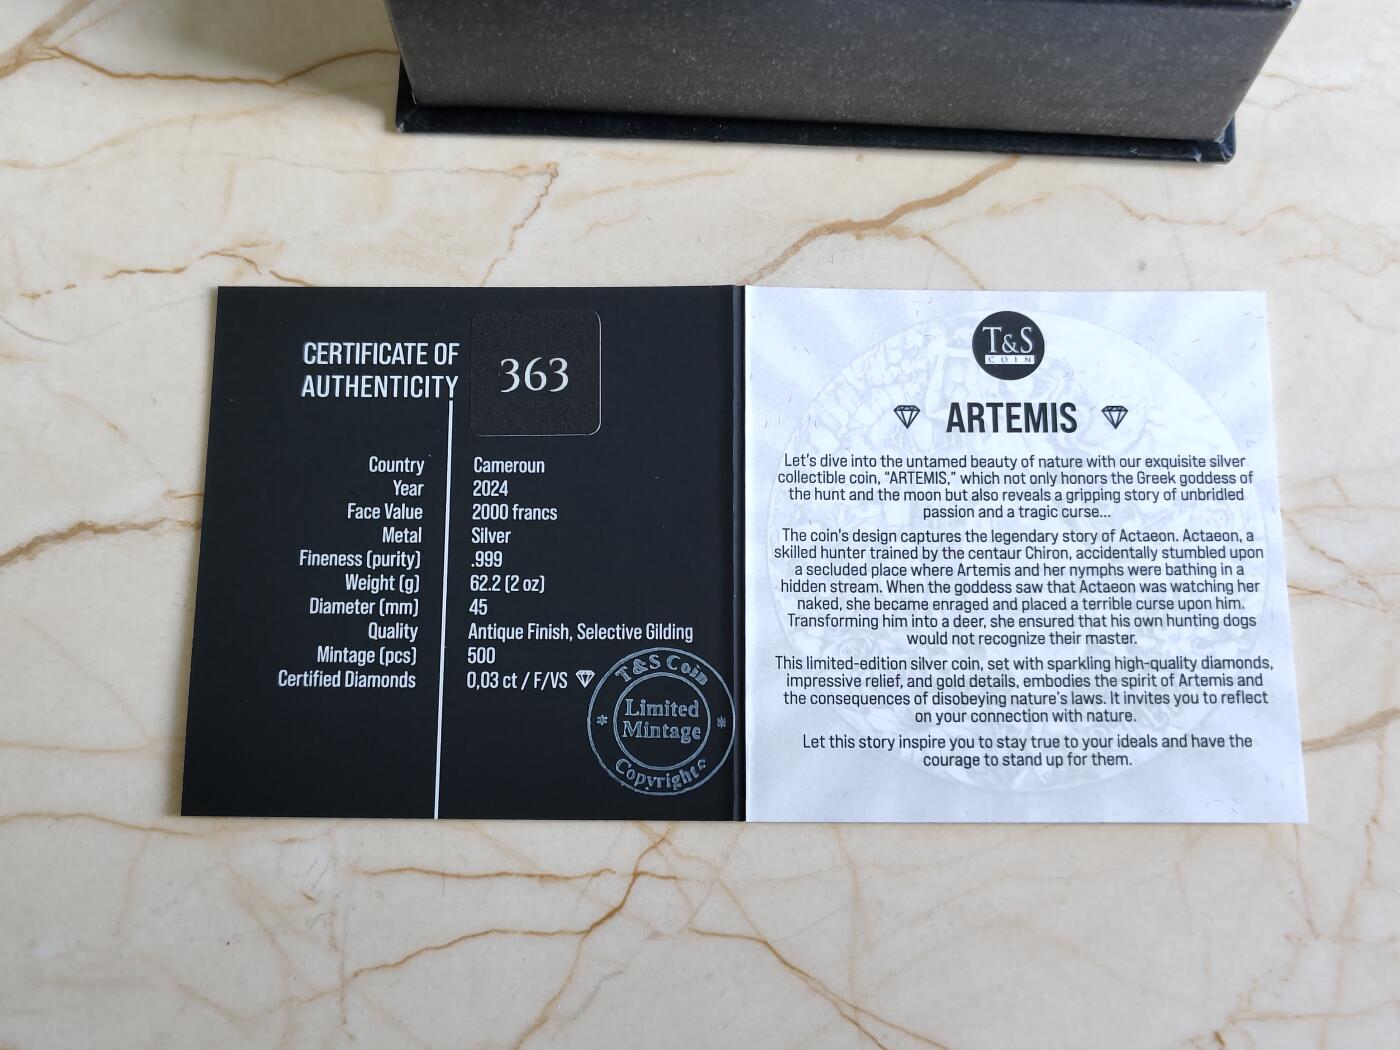 CERTIFICATE OF
AUTHENTICITY
363
Country Cameroun
Year 2024
Face Value 2000 francs
Metal Silver
Fineness (purity) .999
Weight (g) 62.2 (2 oz)
Diameter (mm) 45
Quality Antique Finish, Selective Gilding
Mintage (pcs) 500
Certified Diamonds 0,03 ct / F/VS
T&S Coin
Limited
Mintage
Copyrights
T&S
COIN
ARTEMIS
Let's dive into the untamed beauty of nature with our exquisite silver
collectible coin, “ARTEMIS,” which not only honors the Greek goddess of
the hunt and the moon but also reveals a gripping story of unbridled
passion and a tragic curse...
The coin's design captures the legendary story of Actaeon. Actaeon, a
skilled hunter trained by the centaur Chiron, accidentally stumbled upon
a secluded place where Artemis and her nymphs were bathing in a
hidden stream. When the goddess saw that Actaeon was watching her
naked, she became enraged and placed a terrible curse upon him.
Transforming him into a deer, she ensured that his own hunting dogs
would not recognize their master.
This limited-edition silver coin, set with sparkling high-quality diamonds,
impressive relief, and gold details, embodies the spirit of Artemis and
the consequences of disobeying nature's laws. It invites you to reflect
on your connection with nature.
Let this story inspire you to stay true to your ideals and have the
courage to stand up for them.